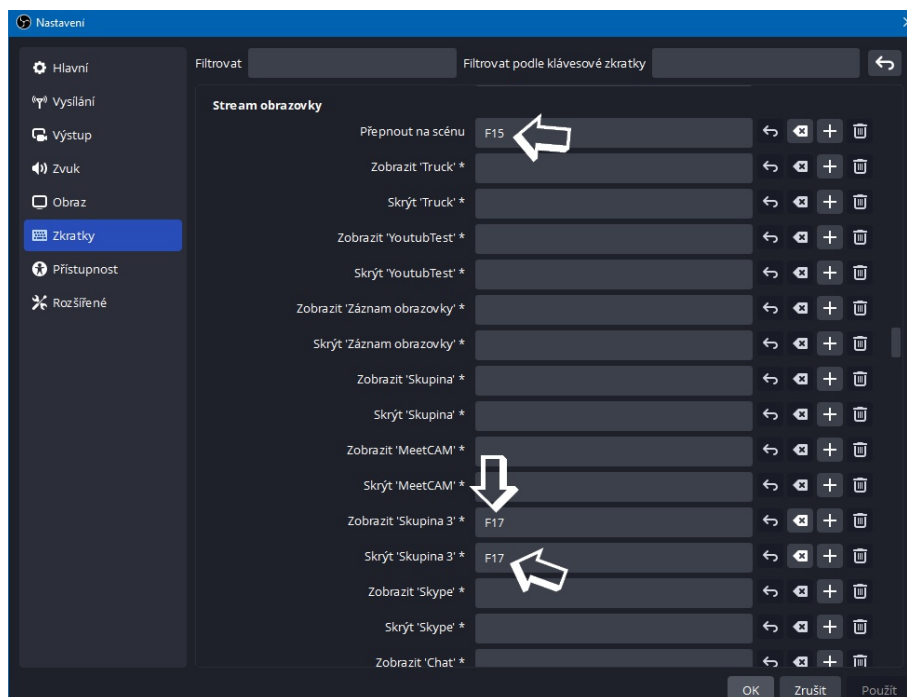 Nastavení
Hlavní
Vysílání
Výstup
Zvuk
Obraz
Zkratky
Přístupnost
Rozšířené
Filtrovat
Filtrovat podle klávesové zkratky
Stream obrazovky
Přepnout na scénu F15
Zobrazit 'Truck' *
Skrýt 'Truck' *
Zobrazit 'YoutubTest' *
Skrýt 'YoutubTest' *
Zobrazit 'Záznam obrazovky' *
Skrýt 'Záznam obrazovky' *
Zobrazit 'Skupina' *
Skrýt 'Skupina' *
Zobrazit 'MeetCAM' *
Skrýt 'MeetCAM' *
Zobrazit 'Skupina 3' * F17
Skrýt 'Skupina 3' * F17
Zobrazit 'Skype' *
Skrýt 'Skype' *
Zobrazit 'Chat' *
OK Zrušit Použít